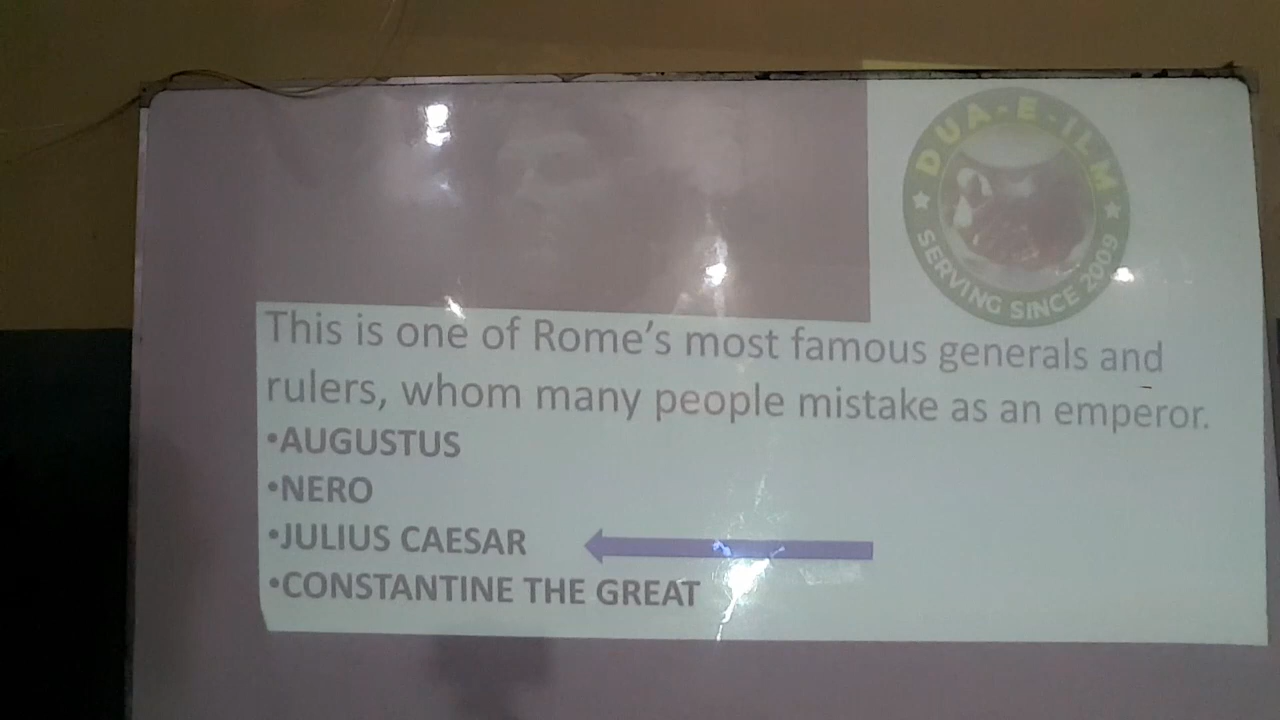 DUA-E-ILM
SERVING SINCE 2009
This is one of Rome's most famous generals and
rulers, whom many people mistake as an emperor.
•AUGUSTUS
•NERO
•JULIUS CAESAR
•CONSTANTINE THE GREAT